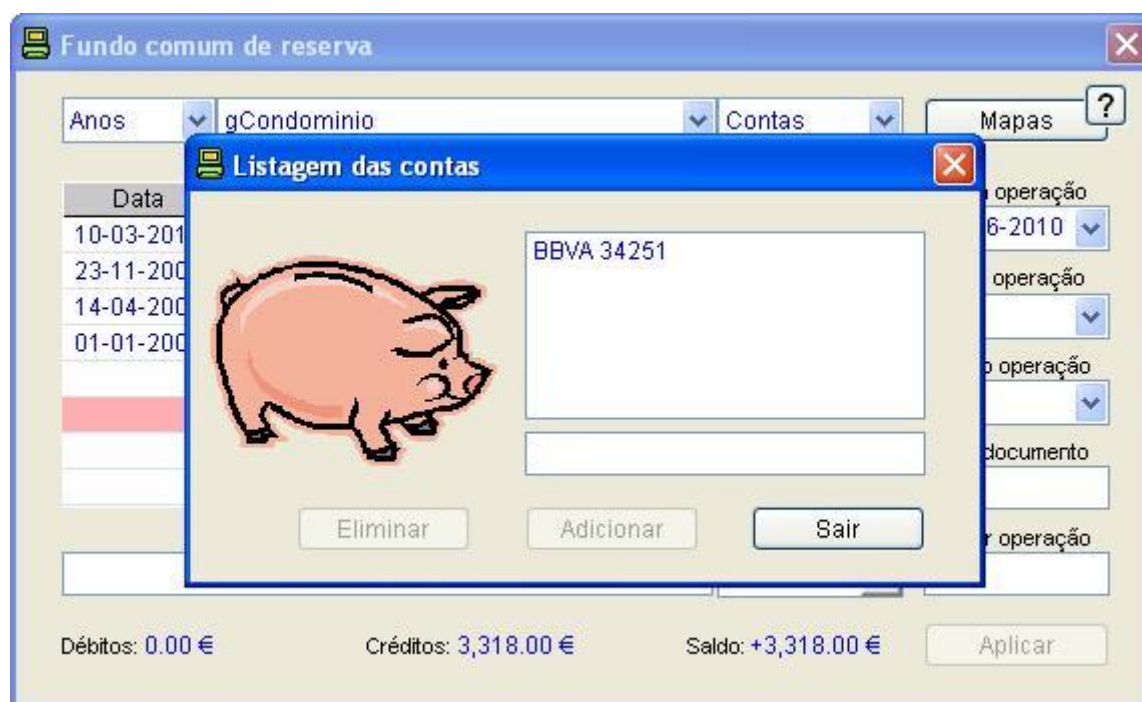 Fundo comum de reserva
Anos gCondominio Contas Mapas ?
Listagem das contas
Data
operação
10-03-201
6-2010
23-11-200
operação
14-04-200
01-01-200
operação
BBVA 34251
documento
Eliminar Adicionar Sair
operação
Débitos: 0.00 € Créditos: 3,318.00 € Saldo: +3,318.00 € Aplicar